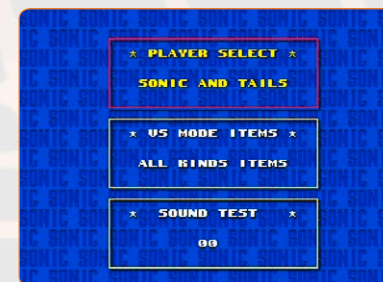 ★ PLAYER SELECT ★
SONIC AND TAILS
★ VS MODE ITEMS ★
ALL KINDS ITEMS
★ SOUND TEST ★
00